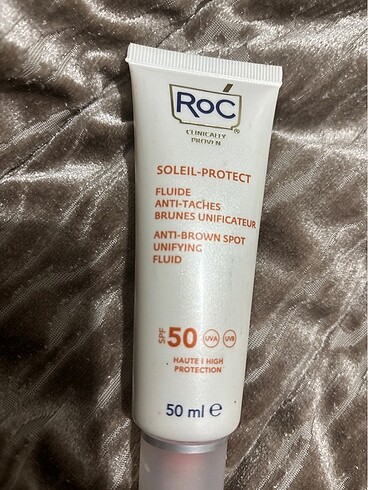 RoC®
CLINICALLY
PROVEN
SOLEIL-PROTECT
FLUIDE
ANTI-TACHES
BRUNES UNIFICATEUR
ANTI-BROWN SPOT
UNIFYING
FLUID
SPF 50 UVA UVB
HAUTE I HIGH
PROTECTION
50 ml ℮